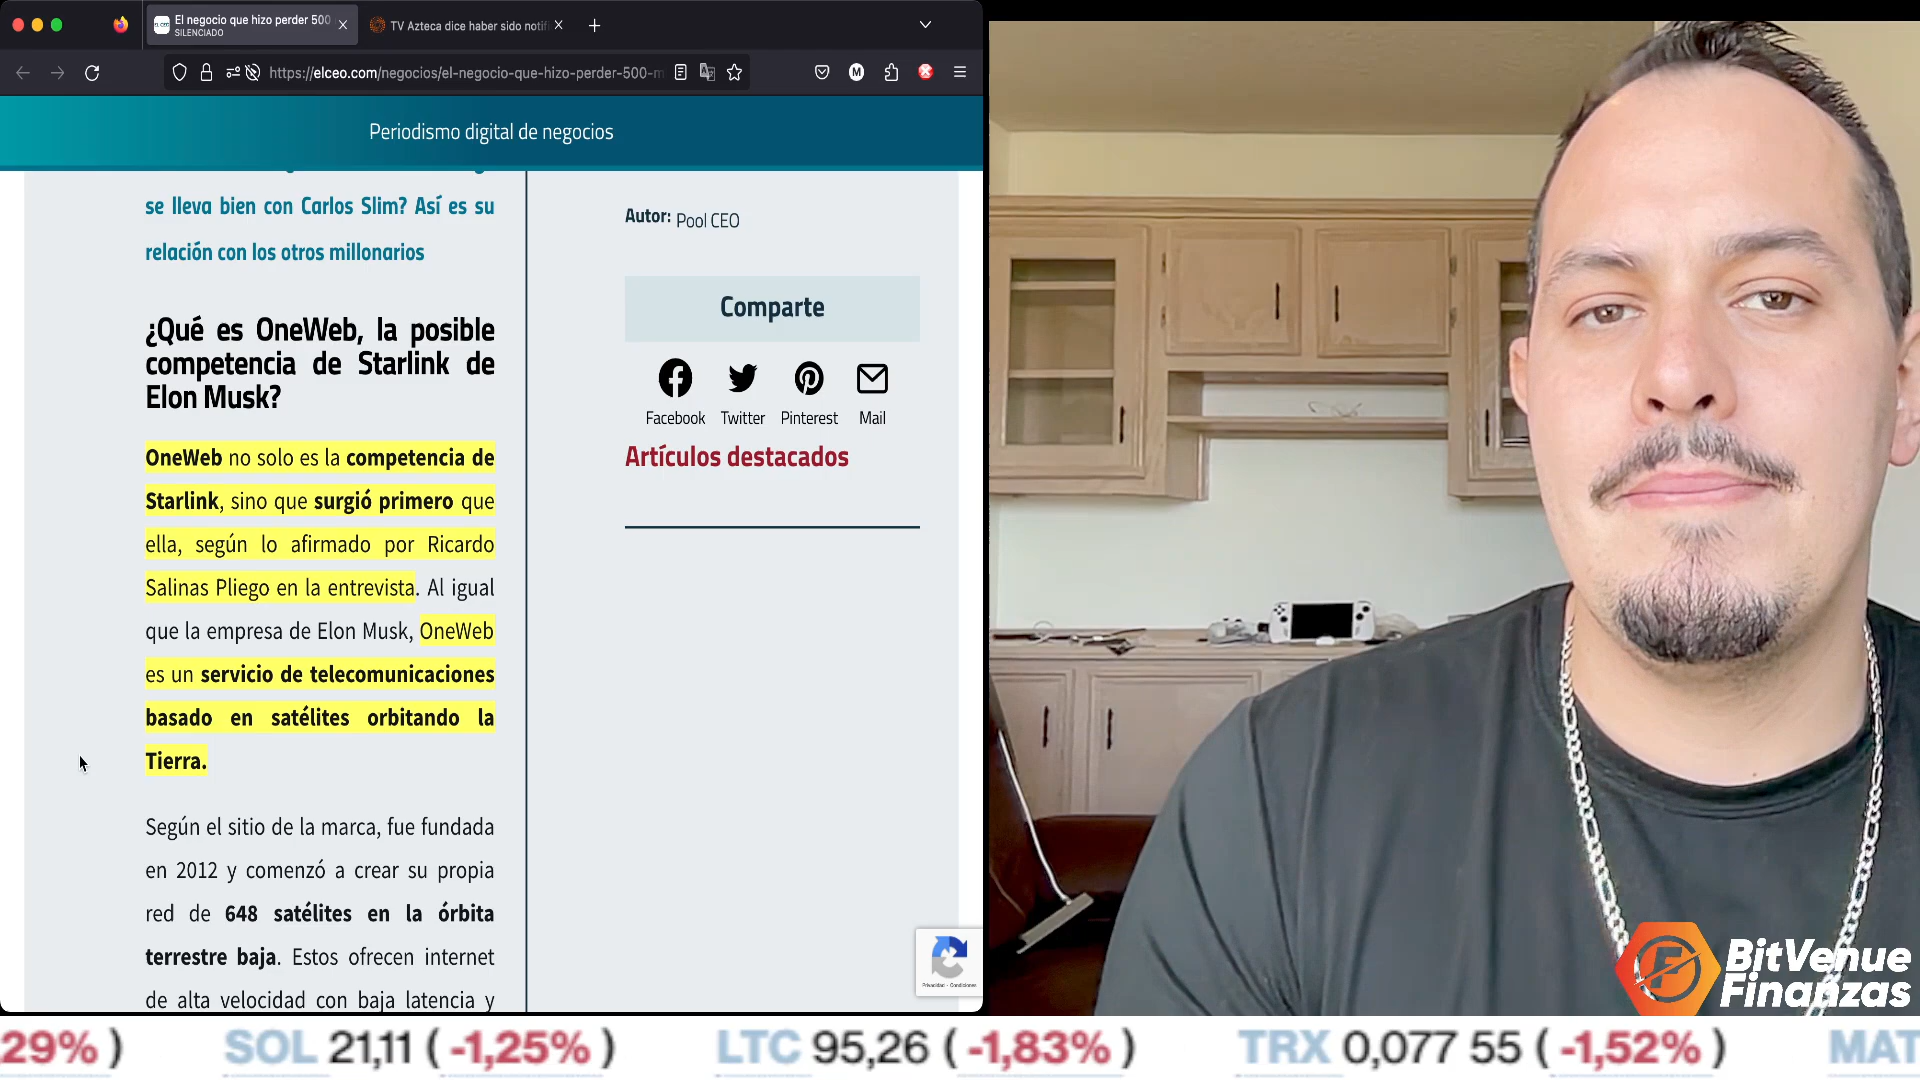 El negocio que hizo perder 500
SILENCIADO
TV Azteca dice haber sido notif
https://elceo.com/negocios/el-negocio-que-hizo-perder-500-m
M
Periodismo digital de negocios
se lleva bien con Carlos Slim? Así es su
relación con los otros millonarios
¿Qué es OneWeb, la posible
competencia de Starlink de
Elon Musk?
OneWeb no solo es la competencia de
Starlink, sino que surgió primero que
ella, según lo afirmado por Ricardo
Salinas Pliego en la entrevista. Al igual
que la empresa de Elon Musk, OneWeb
es un servicio de telecomunicaciones
basado en satélites orbitando la
Tierra.
Según el sitio de la marca, fue fundada
en 2012 y comenzó a crear su propia
red de 648 satélites en la órbita
terrestre baja. Estos ofrecen internet
de alta velocidad con baja latencia y
Autor: Pool CEO
Comparte
Facebook Twitter Pinterest Mail
Artículos destacados
Privacidad - Condiciones
BitVenue
Finanzas
29% ) SOL 21,11 ( -1,25% ) LTC 95,26 ( -1,83% ) TRX 0,077 55 ( -1,52% ) MAT